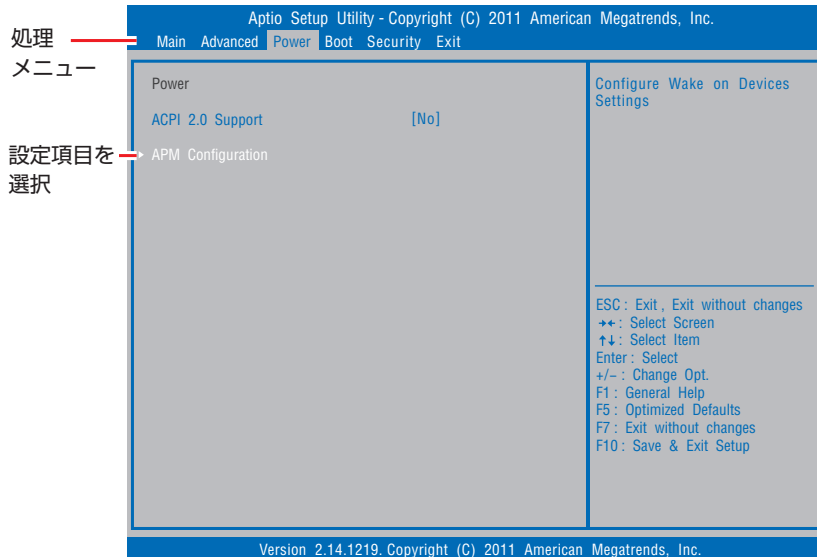 Aptio Setup Utility - Copyright (C) 2011 American Megatrends, Inc.
処理
メニュー
Main Advanced Power Boot Security Exit
Power
ACPI 2.0 Support [No]
設定項目を
選択
APM Configuration
Configure Wake on Devices
Settings
ESC : Exit , Exit without changes
→← : Select Screen
↑↓ : Select Item
Enter : Select
+/− : Change Opt.
F1 : General Help
F5 : Optimized Defaults
F7 : Exit without changes
F10 : Save & Exit Setup
Version 2.14.1219. Copyright (C) 2011 American Megatrends, Inc.